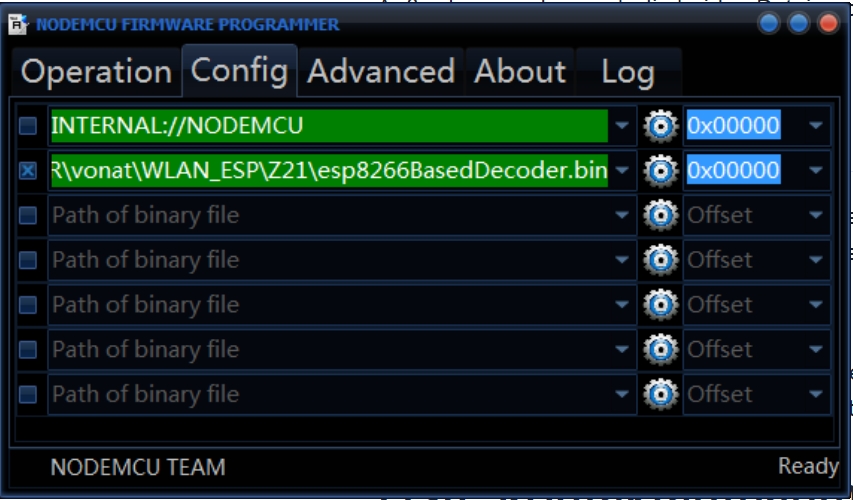 NODEMCU FIRMWARE PROGRAMMER
Operation Config Advanced About Log
INTERNAL://NODEMCU 0x00000
R\vonat\WLAN_ESP\Z21\esp8266BasedDecoder.bin 0x00000
Path of binary file Offset
Path of binary file Offset
Path of binary file Offset
Path of binary file Offset
Path of binary file Offset
NODEMCU TEAM Ready